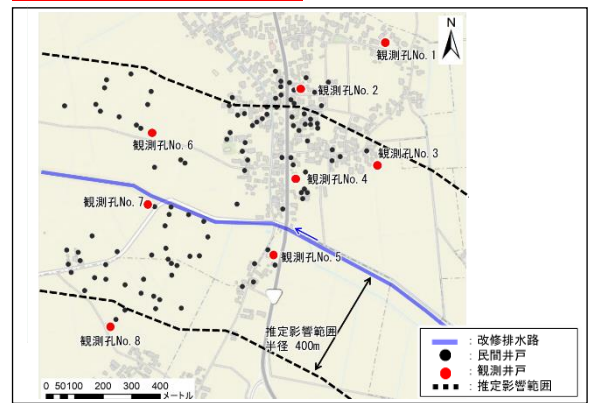 N
観測孔No. 1
観測孔No. 2
観測孔No. 3
観測孔No. 6
観測孔No. 4
観測孔No. 7
観測孔No. 5
推定影響範囲
半径 400m
観測孔No. 8
0 50100 200 300 400
メートル
: 改修排水路
: 民間井戸
: 観測井戸
: 推定影響範囲